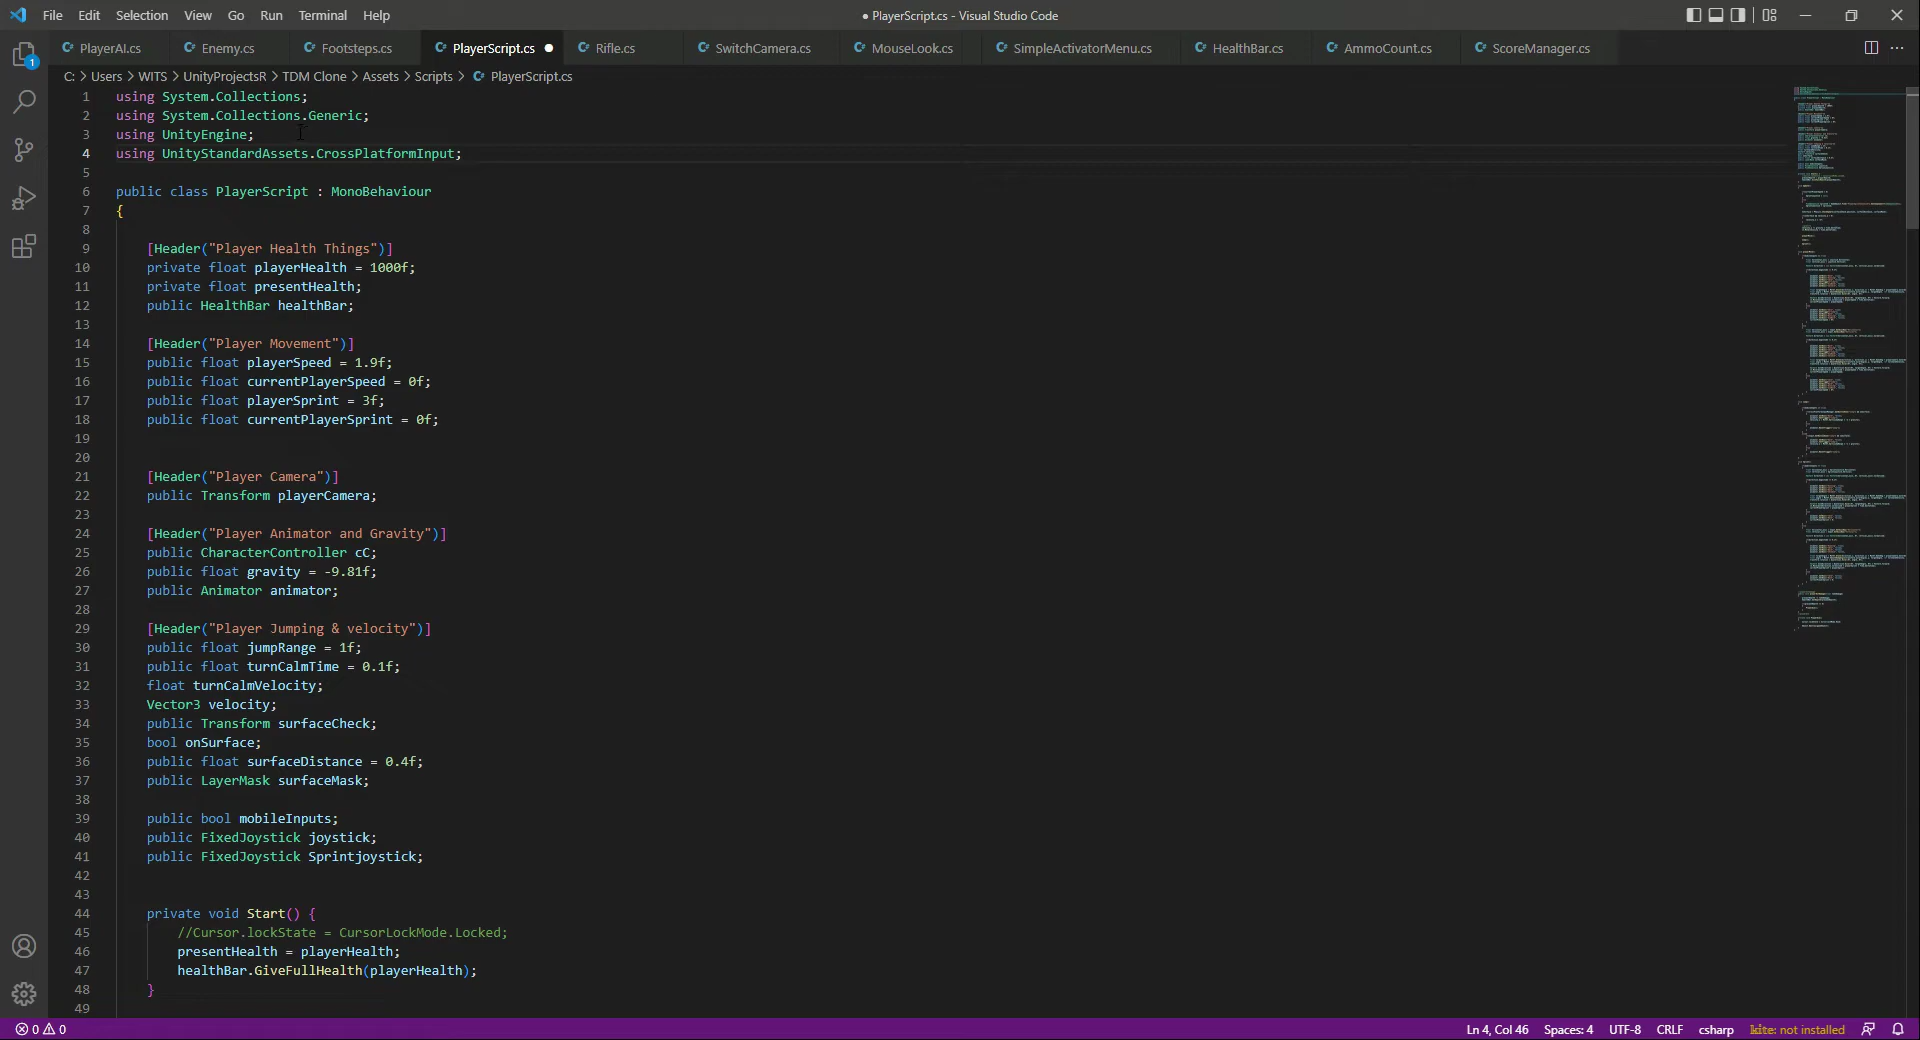 File Edit Selection View Go Run Terminal Help
● PlayerScript.cs - Visual Studio Code
PlayerAI.cs Enemy.cs Footsteps.cs PlayerScript.cs Rifle.cs SwitchCamera.cs MouseLook.cs SimpleActivatorMenu.cs HealthBar.cs AmmoCount.cs ScoreManager.cs
C: > Users > WITS > UnityProjectsR > TDM Clone > Assets > Scripts > PlayerScript.cs
1 using System.Collections;
2 using System.Collections.Generic;
3 using UnityEngine;
4 using UnityStandardAssets.CrossPlatformInput;
5
6 public class PlayerScript : MonoBehaviour
7 {
8
9 [Header("Player Health Things")]
10 private float playerHealth = 1000f;
11 private float presentHealth;
12 public HealthBar healthBar;
13
14 [Header("Player Movement")]
15 public float playerSpeed = 1.9f;
16 public float currentPlayerSpeed = 0f;
17 public float playerSprint = 3f;
18 public float currentPlayerSprint = 0f;
19
20
21 [Header("Player Camera")]
22 public Transform playerCamera;
23
24 [Header("Player Animator and Gravity")]
25 public CharacterController cC;
26 public float gravity = -9.81f;
27 public Animator animator;
28
29 [Header("Player Jumping & velocity")]
30 public float jumpRange = 1f;
31 public float turnCalmTime = 0.1f;
32 float turnCalmVelocity;
33 Vector3 velocity;
34 public Transform surfaceCheck;
35 bool onSurface;
36 public float surfaceDistance = 0.4f;
37 public LayerMask surfaceMask;
38
39 public bool mobileInputs;
40 public FixedJoystick joystick;
41 public FixedJoystick Sprintjoystick;
42
43
44 private void Start() {
45 //Cursor.lockState = CursorLockMode.Locked;
46 presentHealth = playerHealth;
47 healthBar.GiveFullHealth(playerHealth);
48 }
49
1
0 0
Ln 4, Col 46 Spaces: 4 UTF-8 CRLF csharp kite: not installed